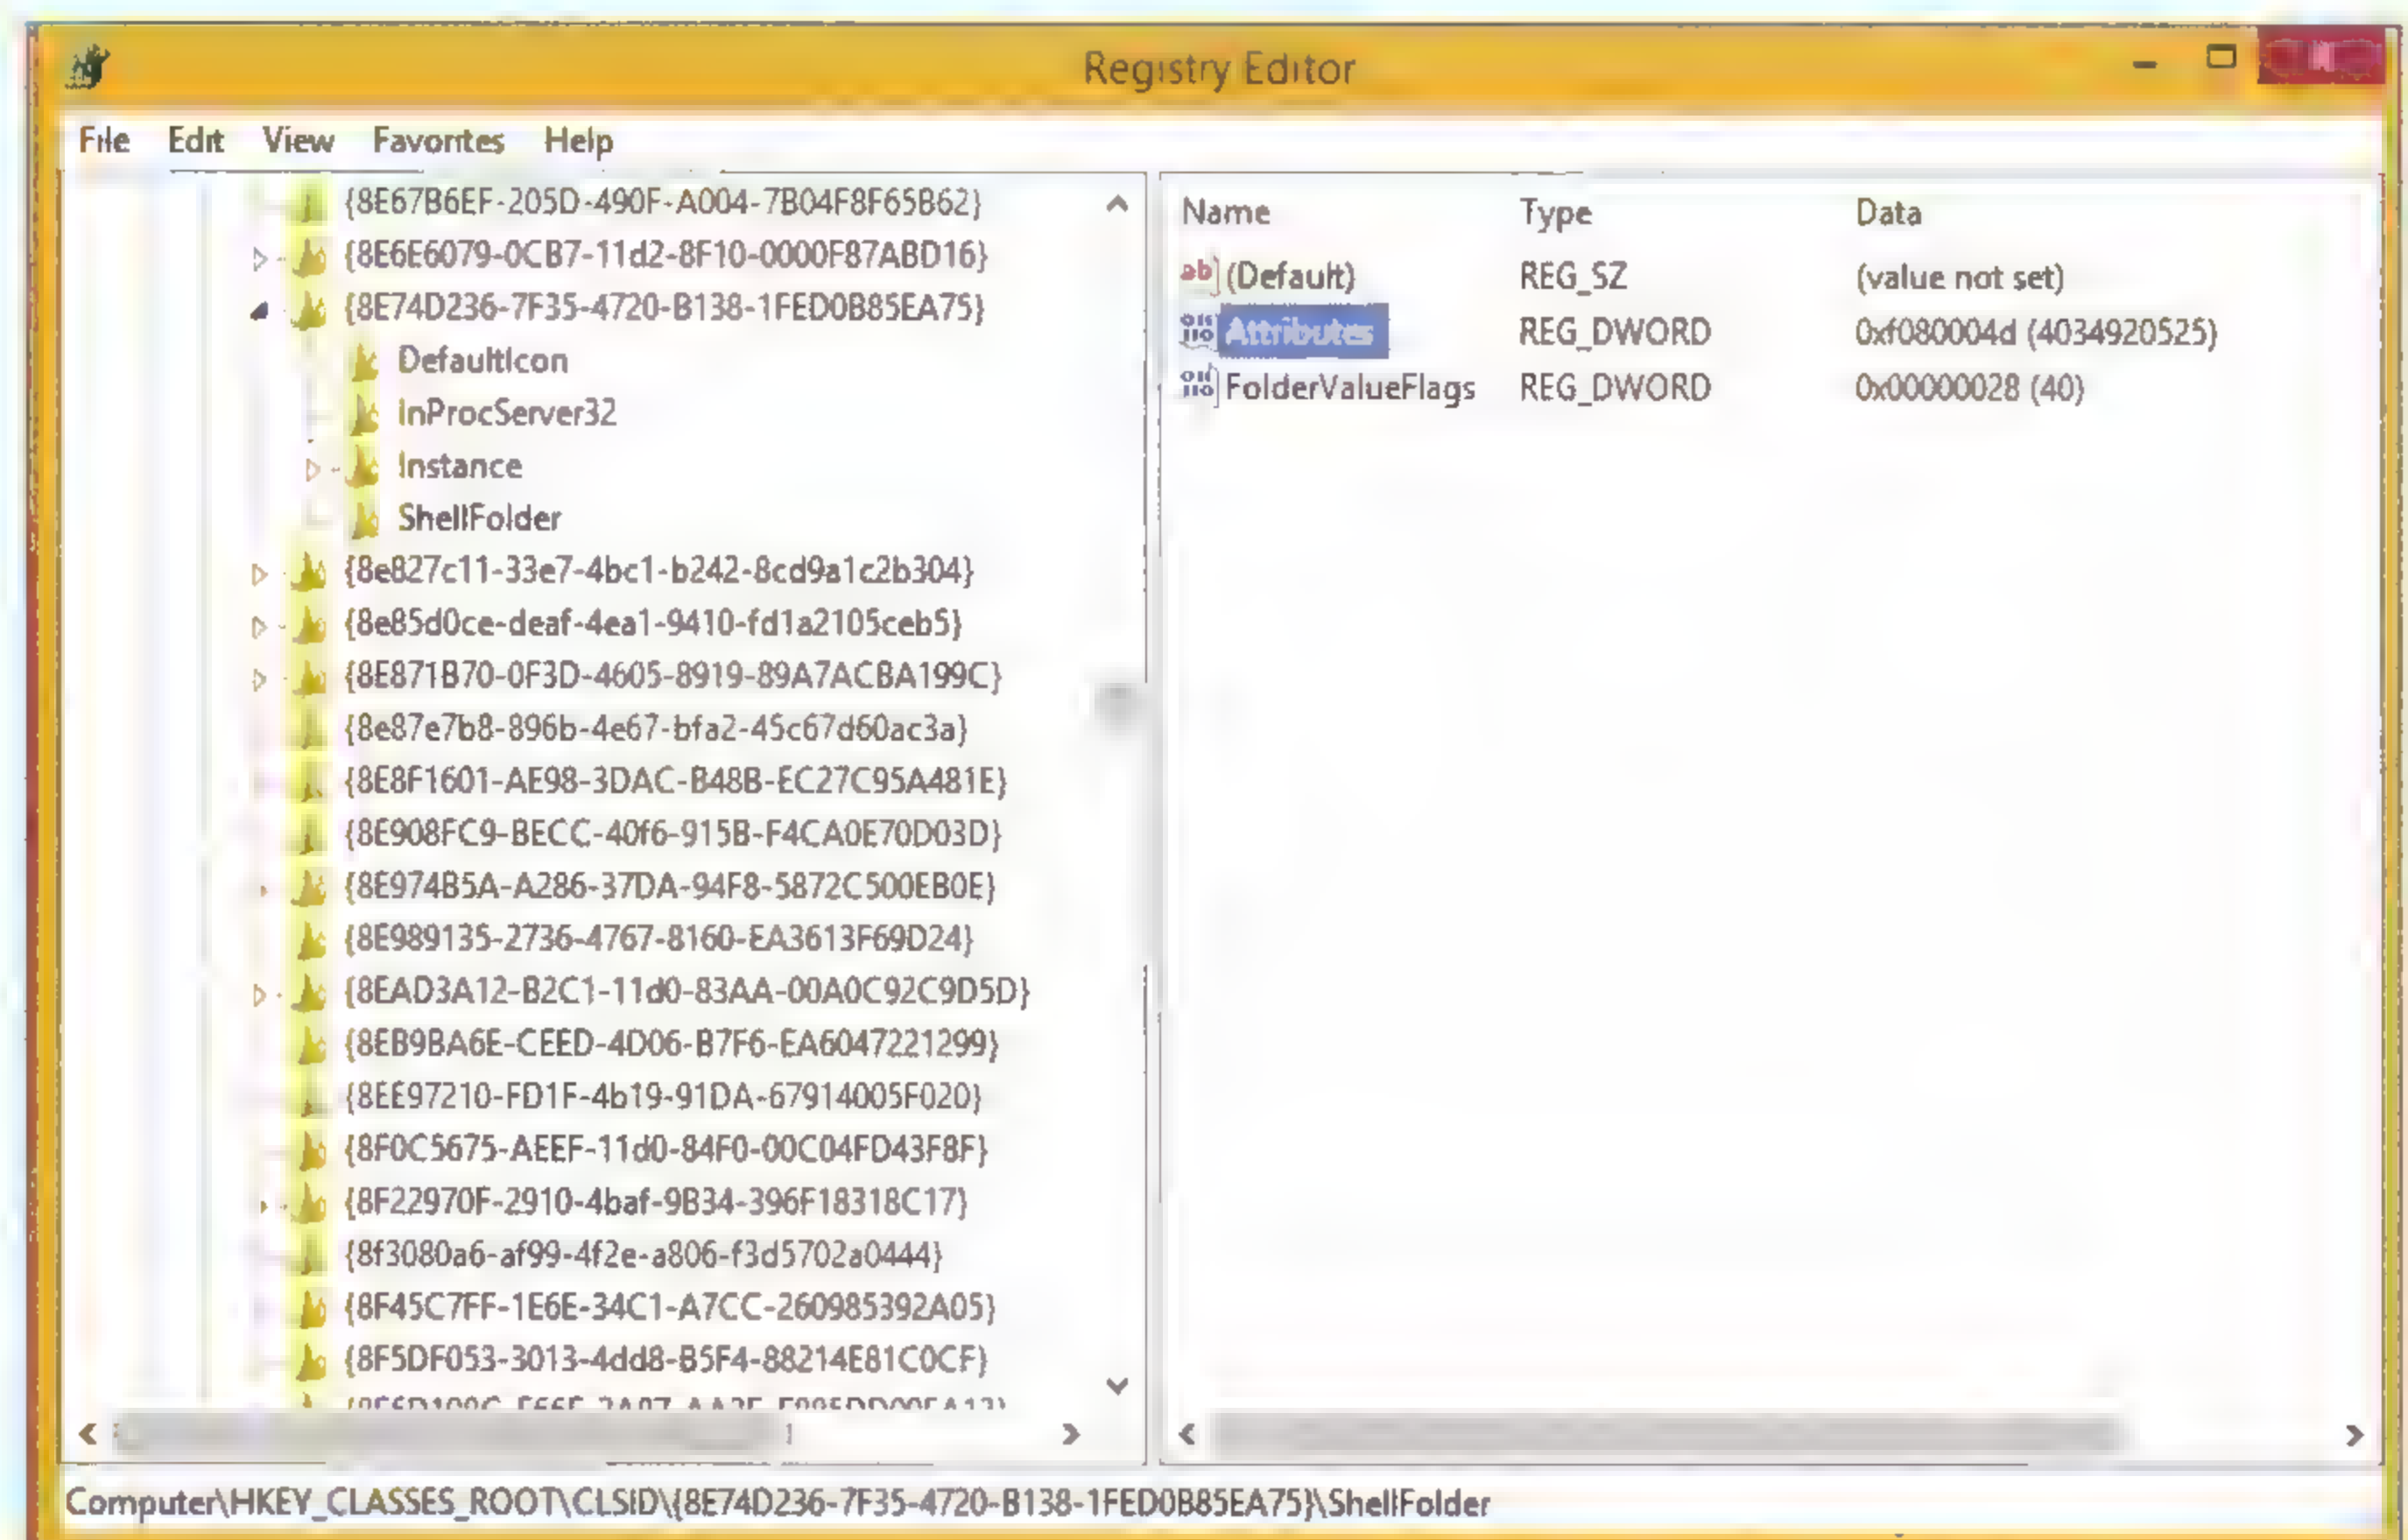 Registry Editor
File Edit View Favorites Help
{8E67B6EF-205D-490F-A004-7B04F8F65B62}
{8E6E6079-0CB7-11d2-8F10-0000F87ABD16}
{8E74D236-7F35-4720-B138-1FED0B85EA75}
DefaultIcon
InProcServer32
Instance
ShellFolder
{8e827c11-33e7-4bc1-b242-8cd9a1c2b304}
{8e85d0ce-deaf-4ea1-9410-fd1a2105ceb5}
{8E871B70-0F3D-4605-8919-89A7ACBA199C}
{8e87e7b8-896b-4e67-bfa2-45c67d60ac3a}
{8E8F1601-AE98-3DAC-B48B-EC27C95A481E}
{8E908FC9-BECC-40f6-915B-F4CA0E70D03D}
{8E974B5A-A286-37DA-94F8-5872C500EB0E}
{8E989135-2736-4767-8160-EA3613F69D24}
{8EAD3A12-B2C1-11d0-83AA-00A0C92C9D5D}
{8EB9BA6E-CEED-4D06-B7F6-EA6047221299}
{8EE97210-FD1F-4b19-91DA-67914005F020}
{8F0C5675-AEEF-11d0-84F0-00C04FD43F8F}
{8F22970F-2910-4baf-9B34-396F18318C17}
{8f3080a6-af99-4f2e-a806-f3d5702a0444}
{8F45C7FF-1E6E-34C1-A7CC-260985392A05}
{8F5DF053-3013-4dd8-B5F4-88214E81C0CF}
Name Type Data
(Default) REG_SZ (value not set)
Attributes REG_DWORD 0xf080004d (4034920525)
FolderValueFlags REG_DWORD 0x00000028 (40)
Computer\HKEY_CLASSES_ROOT\CLSID\{8E74D236-7F35-4720-B138-1FED0B85EA75}\ShellFolder